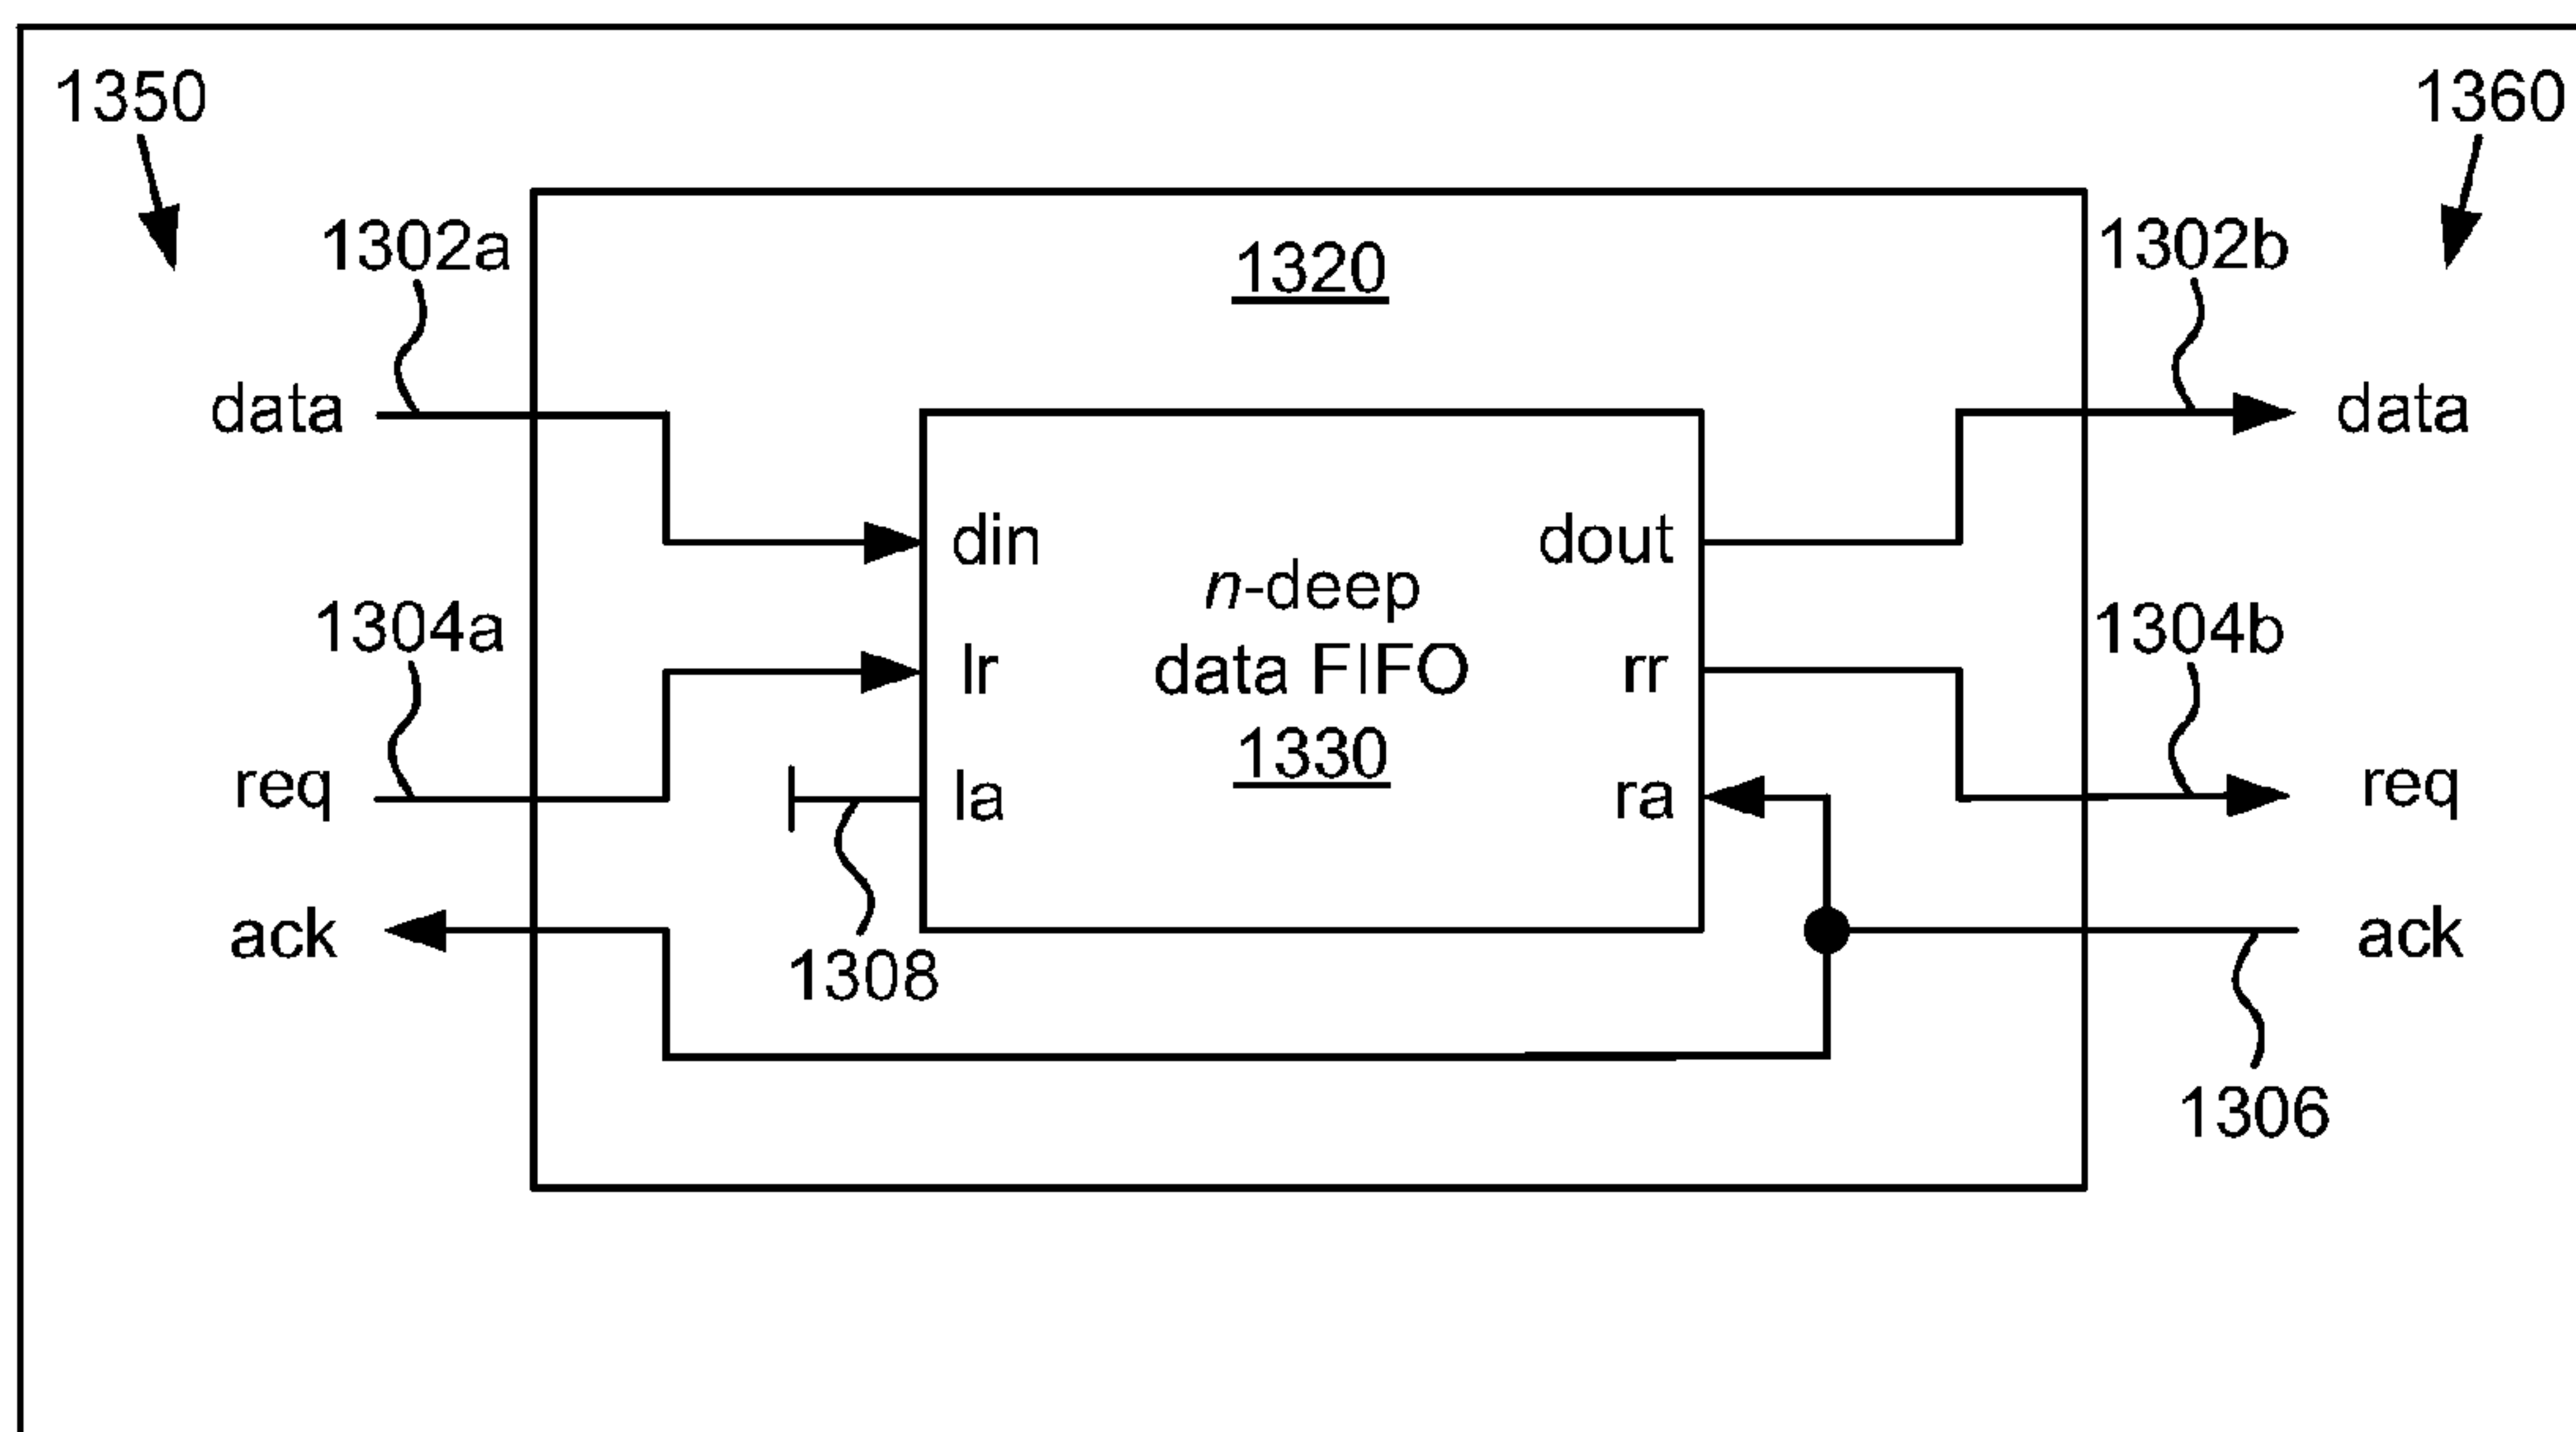 1350
1360
1302a
1320
1302b
data
data
din
dout
n-deep
1304a
lr
data FIFO
rr
1304b
1330
req
la
ra
req
ack
1308
ack
1306